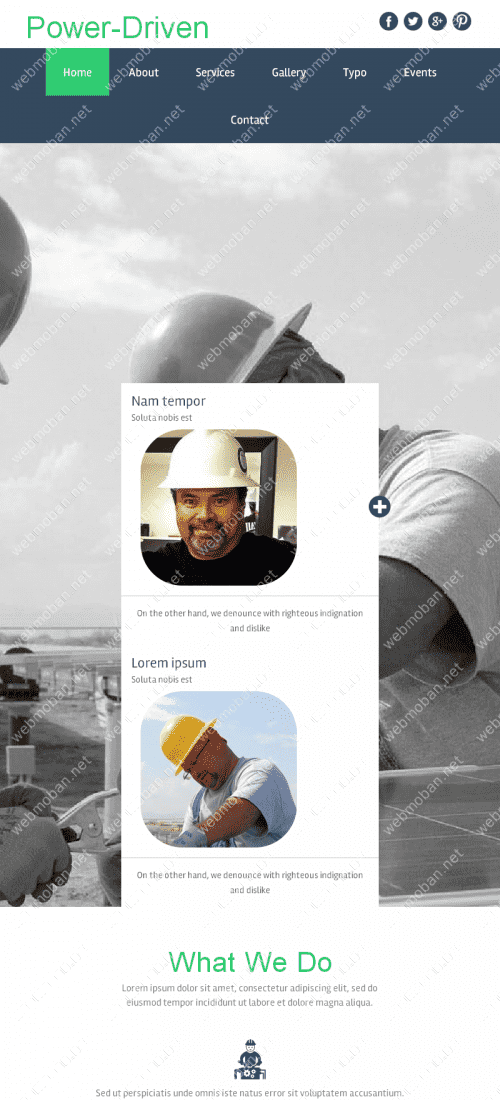 Power-Driven
Home About Services Gallery Typo Events
Contact
Nam tempor
Soluta nobis est
On the other hand, we denounce with righteous indignation
and dislike
Lorem ipsum
Soluta nobis est
On the other hand, we denounce with righteous indignation
and dislike
What We Do
Lorem ipsum dolor sit amet, consectetur adipiscing elit, sed do
eiusmod tempor incididunt ut labore et dolore magna aliqua.
Sed ut perspiciatis unde omnis iste natus error sit voluptatem accusantium.
webmoban.net